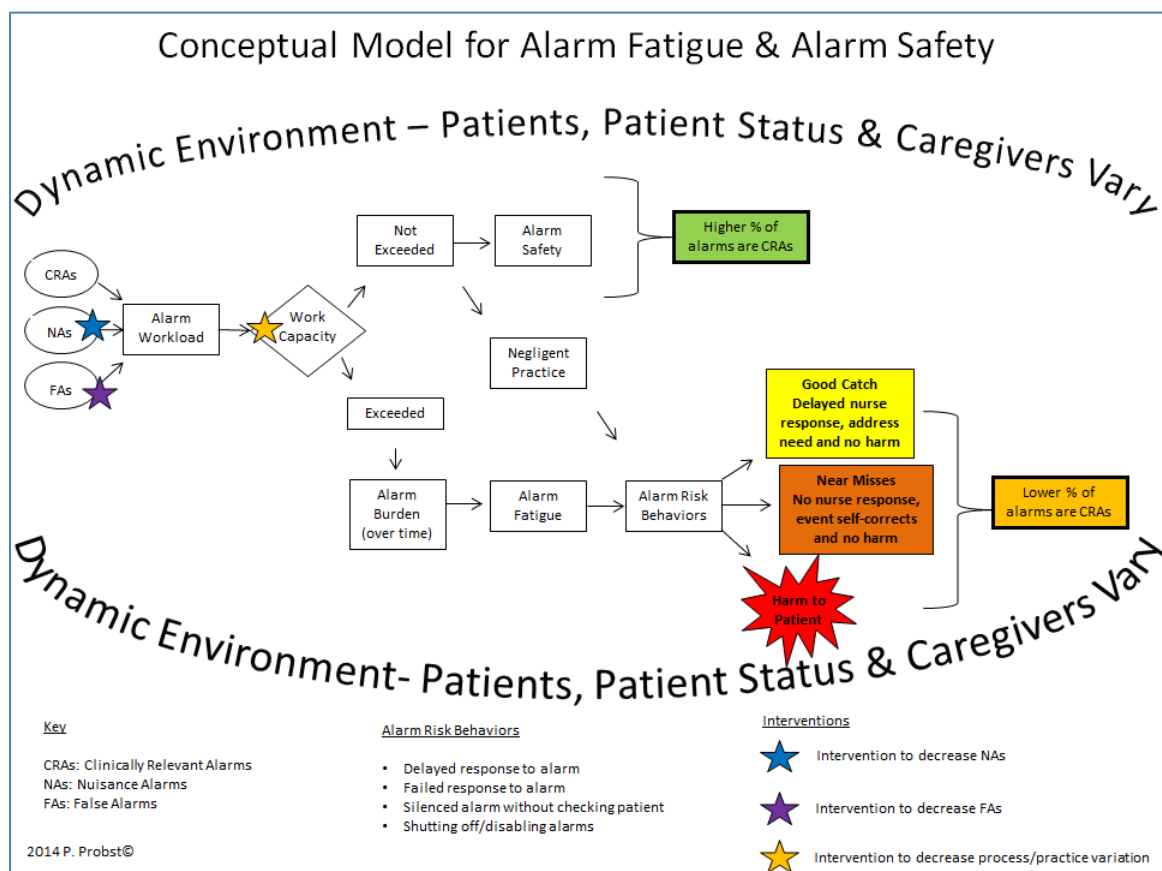 Conceptual Model for Alarm Fatigue & Alarm Safety
Dynamic Environment – Patients, Patient Status & Caregivers Vary
CRAs
NAs
FAs
Alarm
Workload
Work
Capacity
Not
Exceeded
Alarm
Safety
Higher % of
alarms are CRAs
Negligent
Practice
Exceeded
Alarm
Burden
(over time)
Alarm
Fatigue
Alarm Risk
Behaviors
Good Catch
Delayed nurse
response, address
need and no harm
Near Misses
No nurse response,
event self-corrects
and no harm
Harm to
Patient
Lower % of
alarms are CRAs
Dynamic Environment- Patients, Patient Status & Caregivers Vary
Key
CRAs: Clinically Relevant Alarms
NAs: Nuisance Alarms
FAs: False Alarms
2014 P. Probst©
Alarm Risk Behaviors
• Delayed response to alarm
• Failed response to alarm
• Silenced alarm without checking patient
• Shutting off/disabling alarms
Interventions
Intervention to decrease NAs
Intervention to decrease FAs
Intervention to decrease process/practice variation